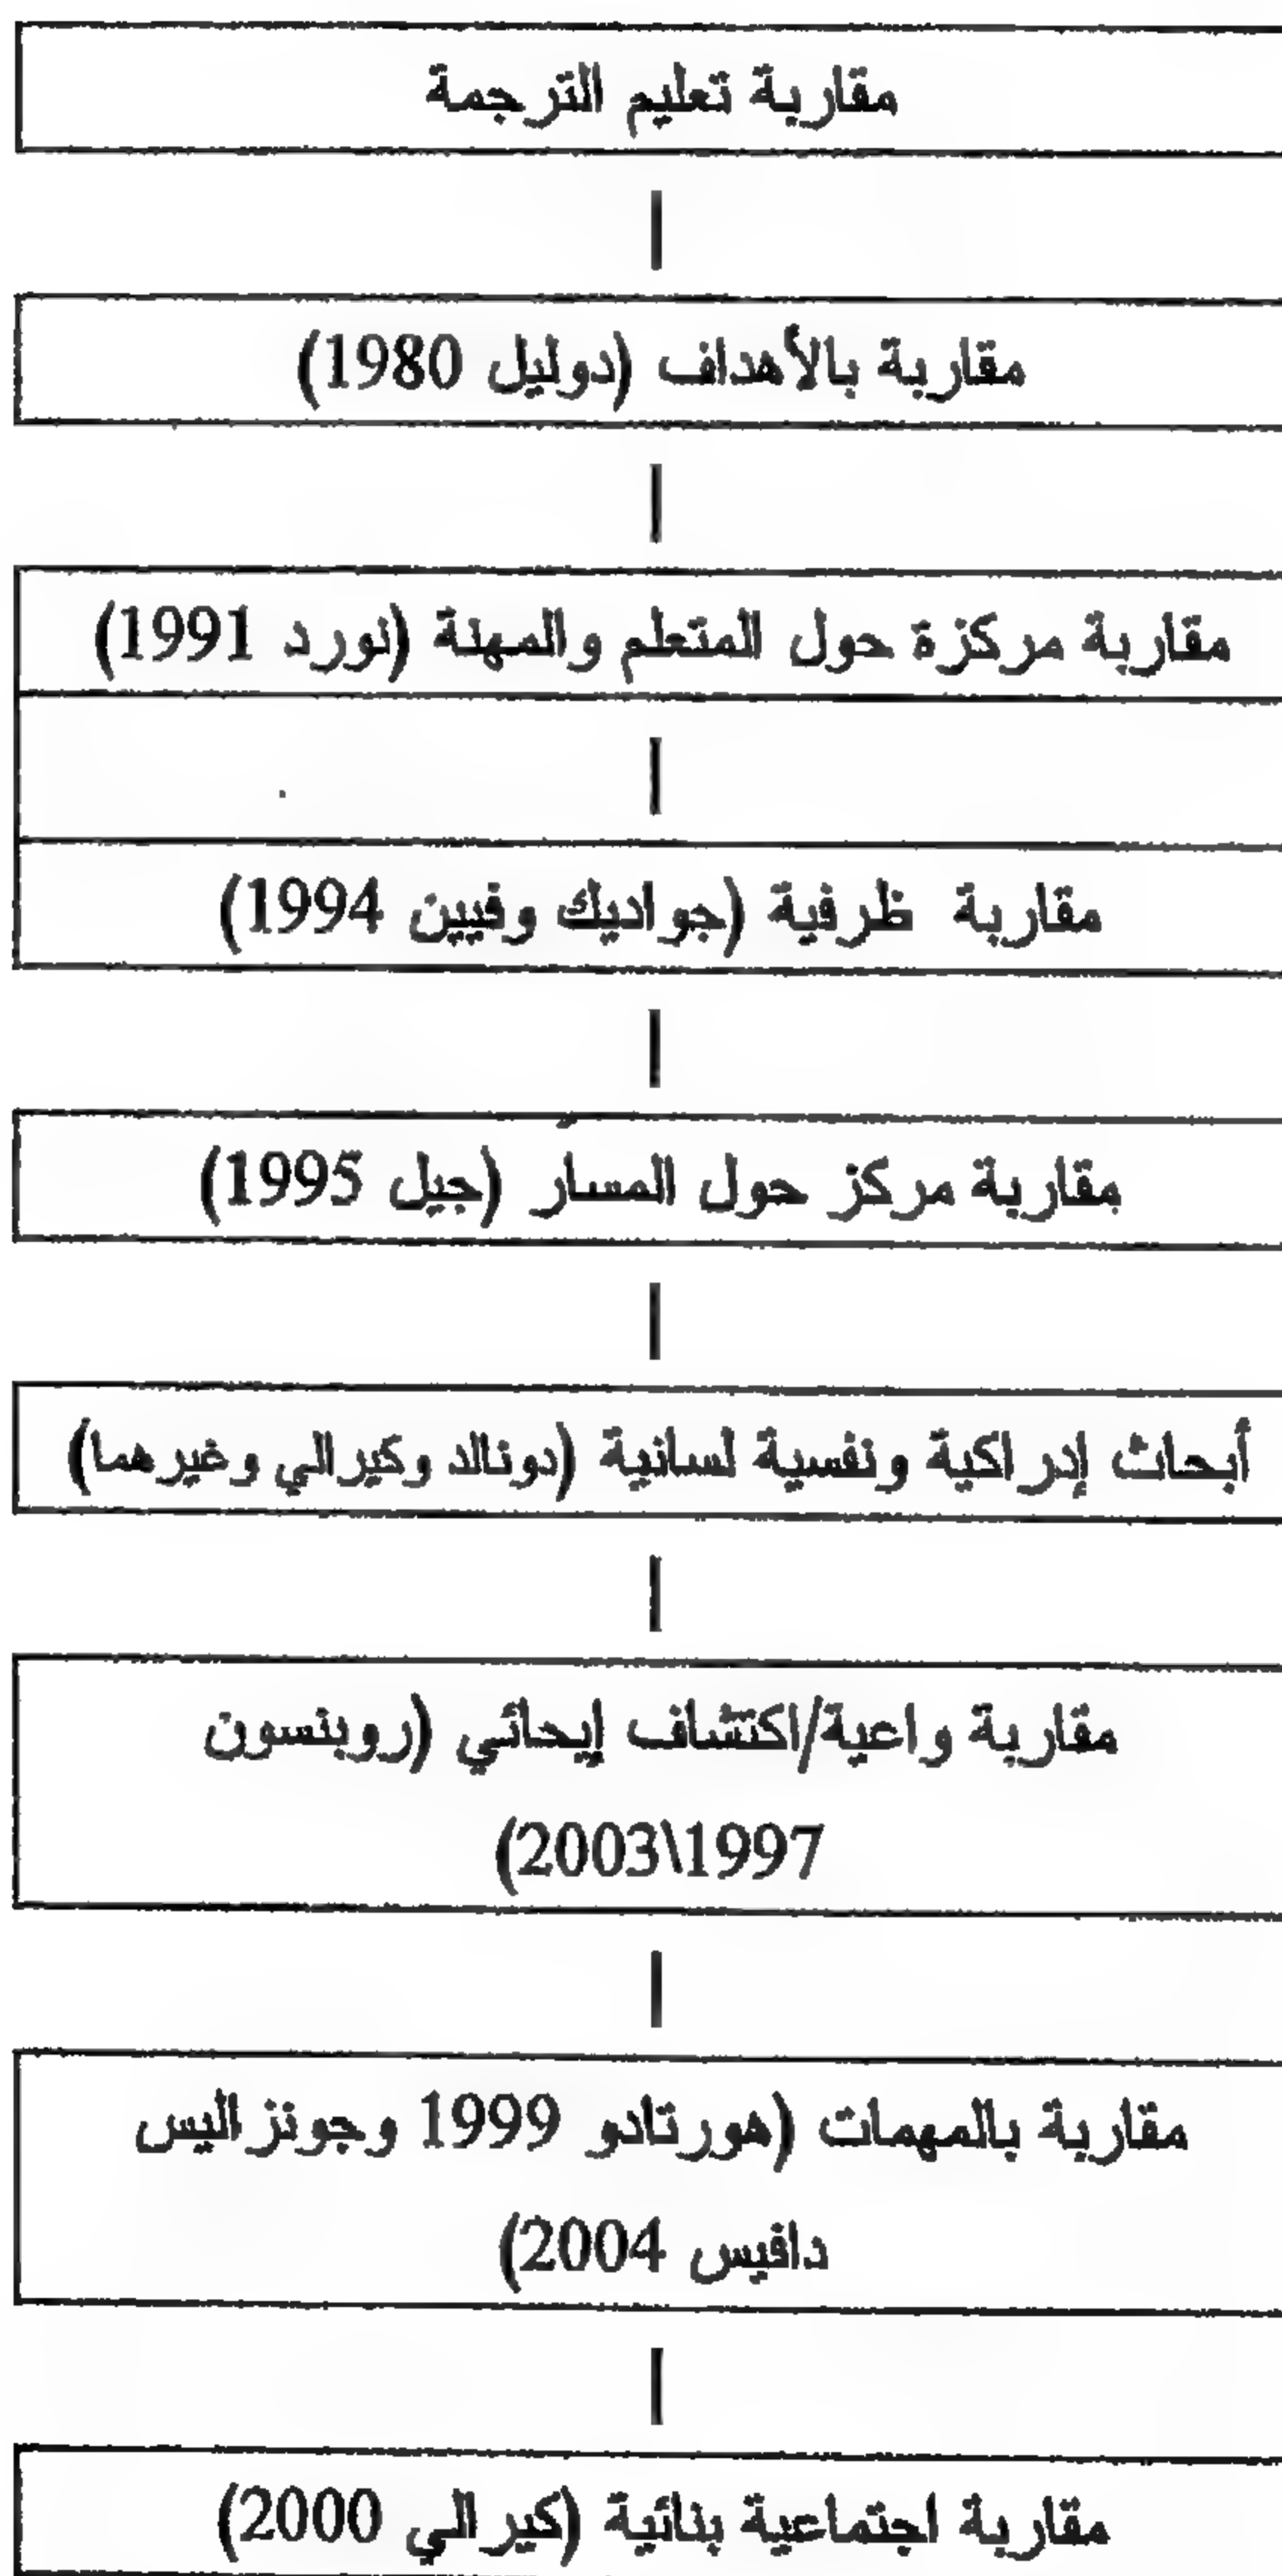 مقاربة تعليم الترجمة
مقاربة بالأهداف (دوليل 1980)
مقاربة مركزة حول المتعلم والمهنة (نورد 1991)
مقاربة ظرفية (جواديك وفيين 1994)
مقاربة مركز حول المسار (جيل 1995)
أبحاث إدراكية ونفسية لسانية (دونالد وكيرالي وغيرهما)
مقاربة واعية/اكتشاف إيحائي (روبنسون
1997\2003)
مقاربة بالمهمات (هورتادو 1999 وجونزاليس
دافيس 2004)
مقاربة اجتماعية بنائية (كيرالي 2000)